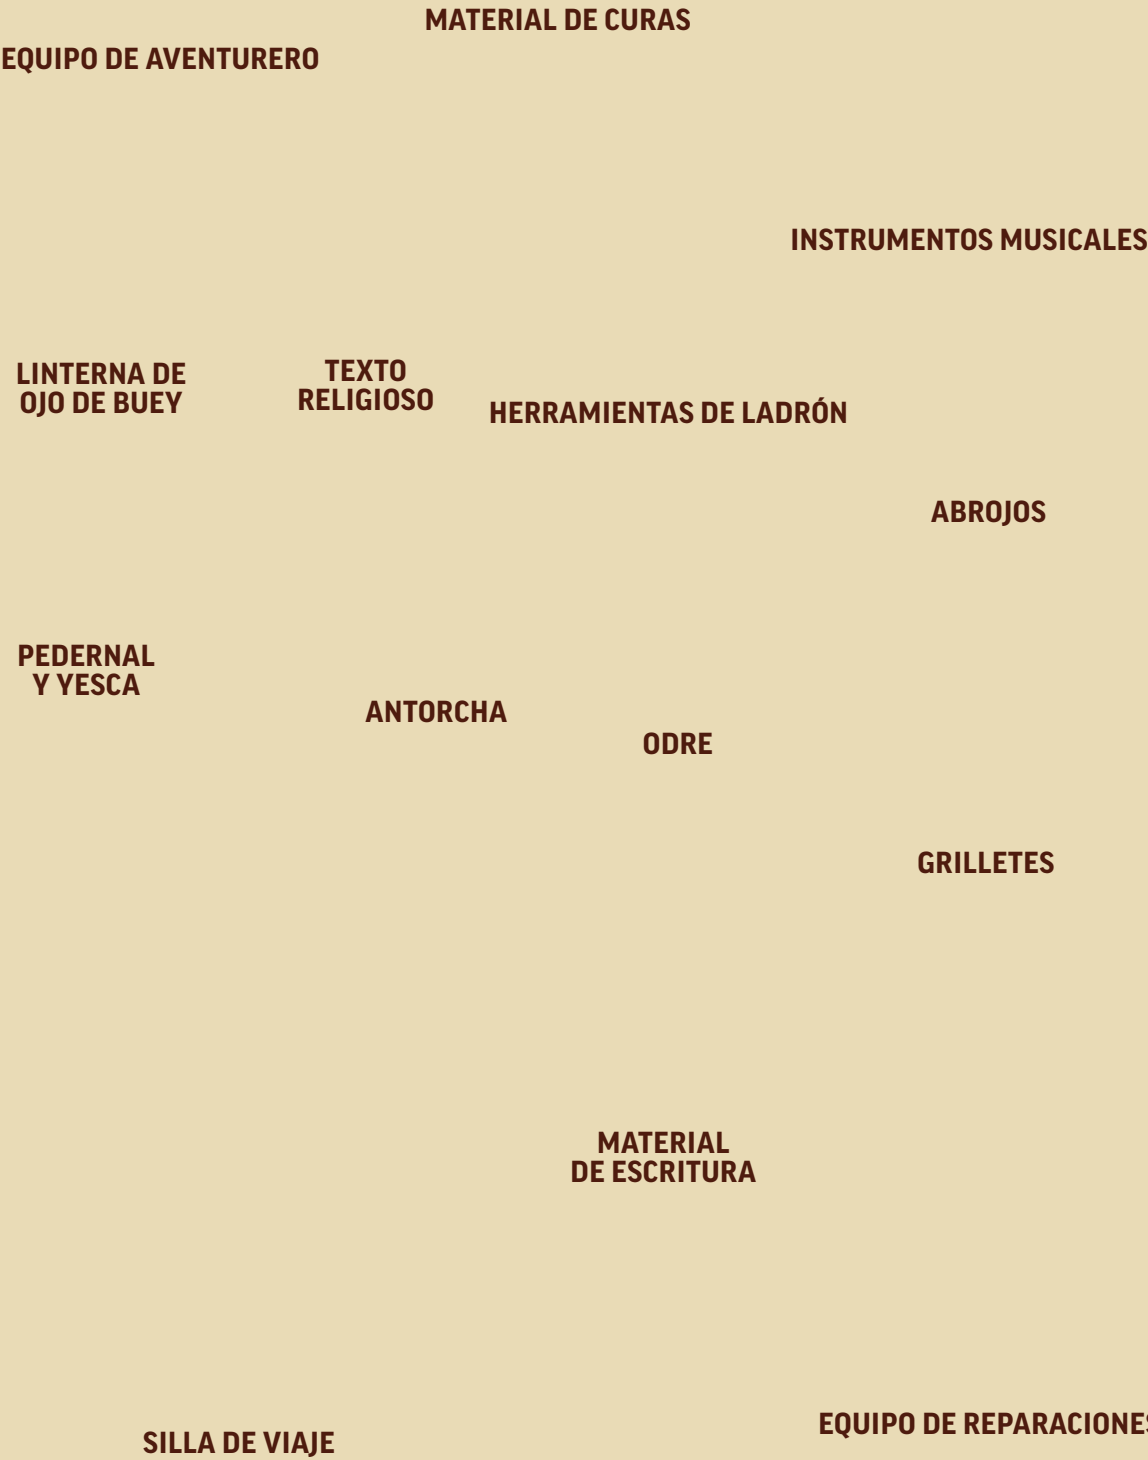 MATERIAL DE CURAS
EQUIPO DE AVENTURERO
INSTRUMENTOS MUSICALES
LINTERNA DE
OJO DE BUEY
TEXTO
RELIGIOSO
HERRAMIENTAS DE LADRÓN
ABROJOS
PEDERNAL
Y YESCA
ANTORCHA
ODRE
GRILLETES
MATERIAL
DE ESCRITURA
EQUIPO DE REPARACIONES
SILLA DE VIAJE